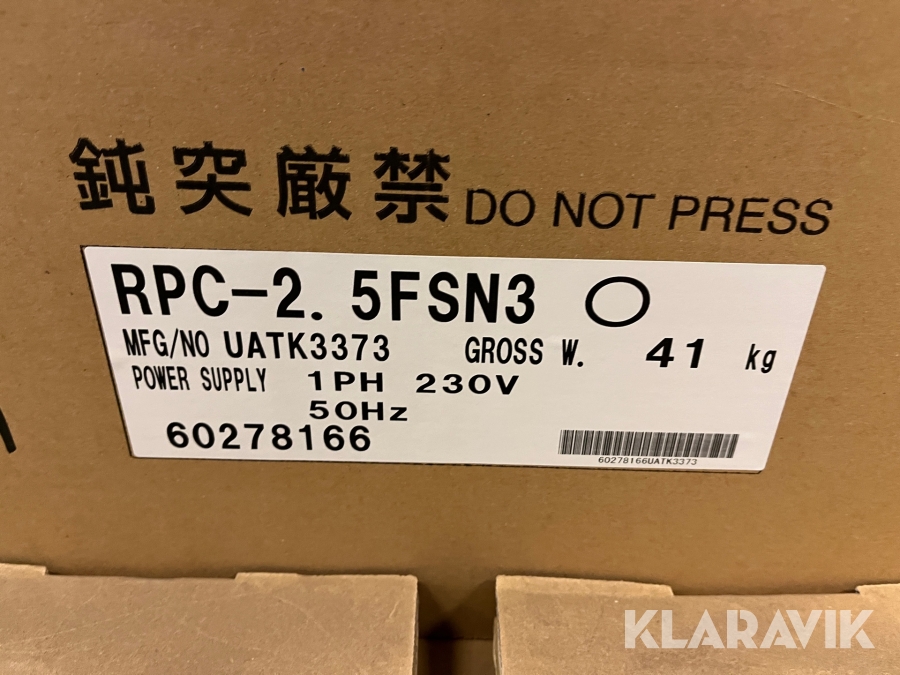 鈍突厳禁 DO NOT PRESS
RPC-2.5FSN3 ○
MFG/NO UATK3373 GROSS W. 41 kg
POWER SUPPLY 1PH 230V
50Hz
60278166
60278166UATK3373
KLARAVIK